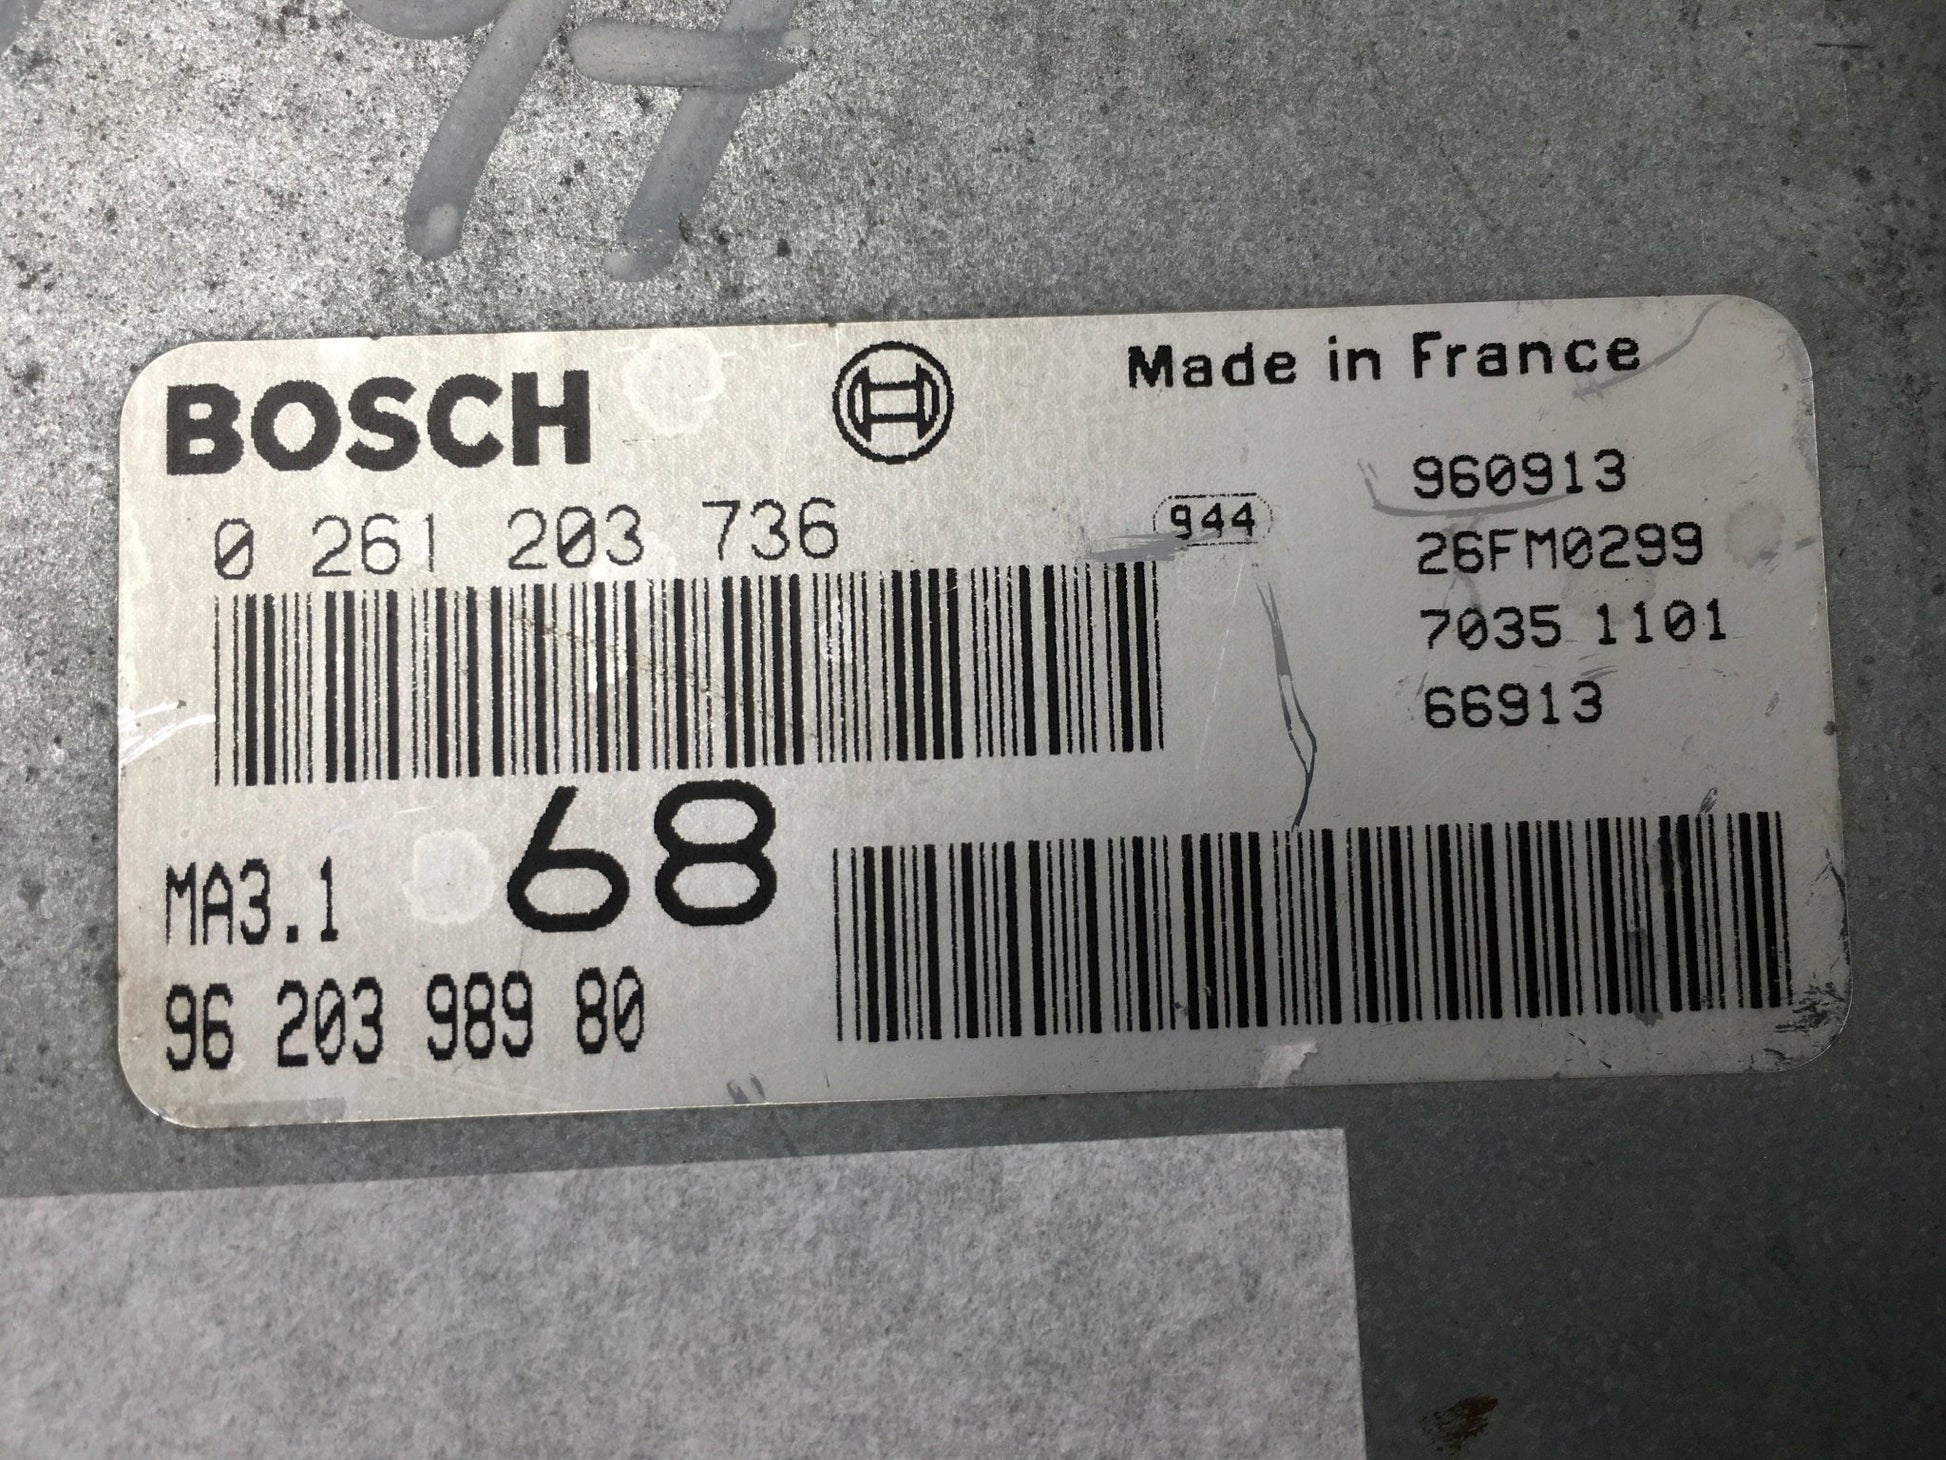 BOSCH
Made in France
0 261 203 736
944
960913
26FM0299
7035 1101
66913
MA3.1
68
96 203 989 80